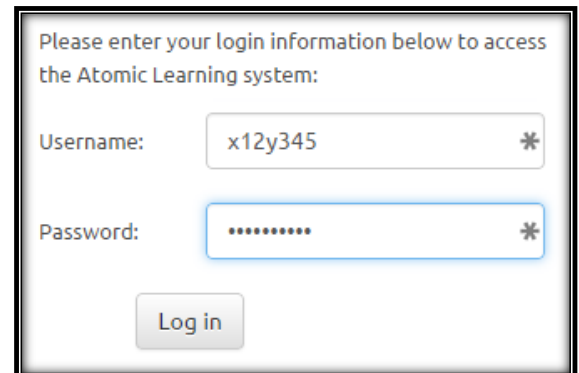 Please enter your login information below to access
the Atomic Learning system:
Username: x12y345
Password: ••••••••••
Log in